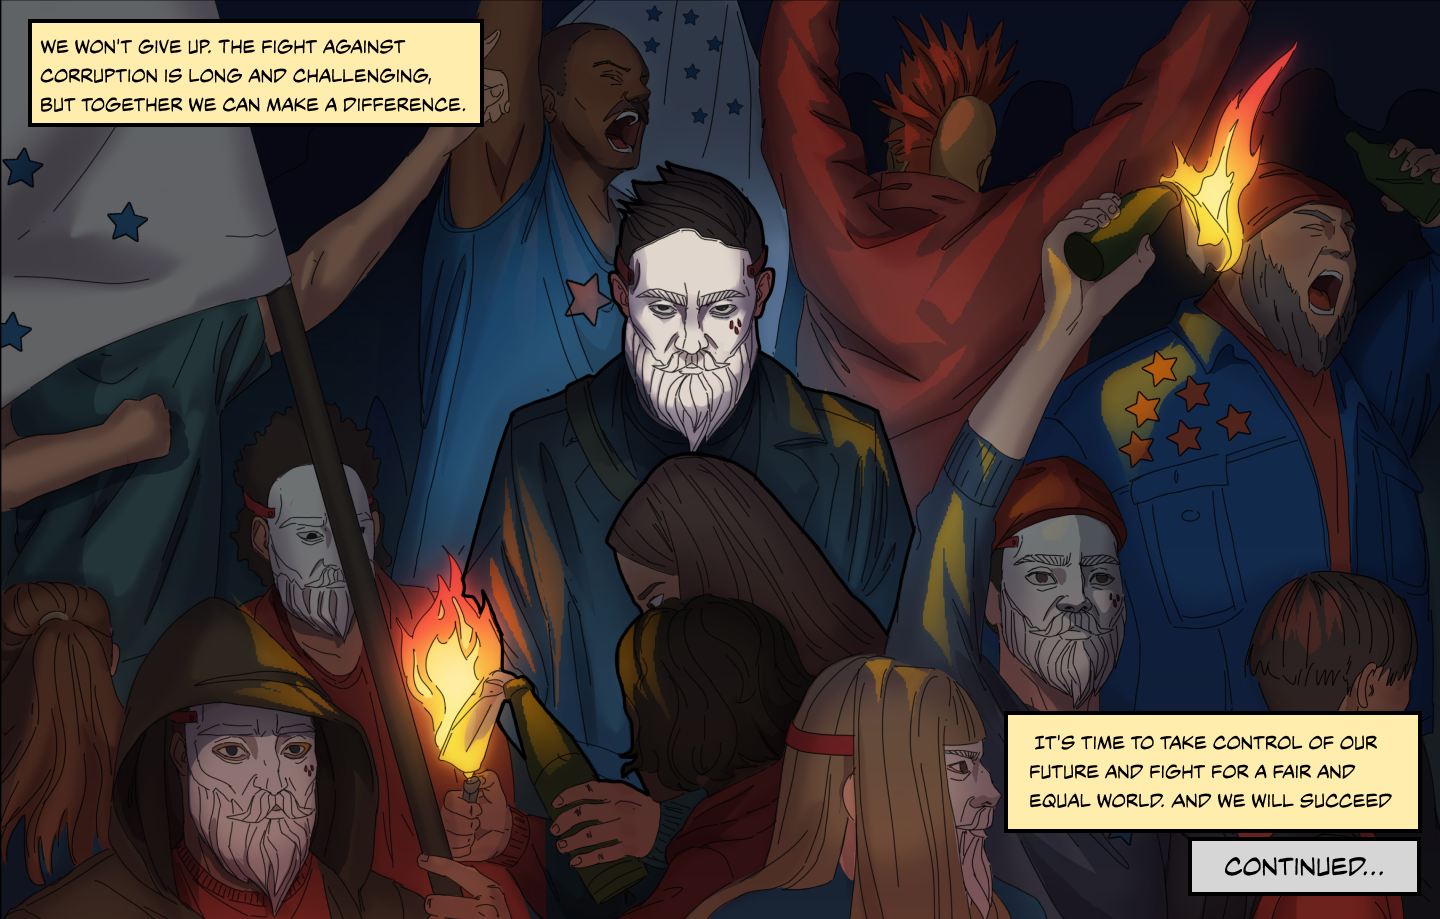 WE WON'T GIVE UP. THE FIGHT AGAINST
CORRUPTION IS LONG AND CHALLENGING,
BUT TOGETHER WE CAN MAKE A DIFFERENCE.
IT'S TIME TO TAKE CONTROL OF OUR
FUTURE AND FIGHT FOR A FAIR AND
EQUAL WORLD. AND WE WILL SUCCEED
CONTINUED...